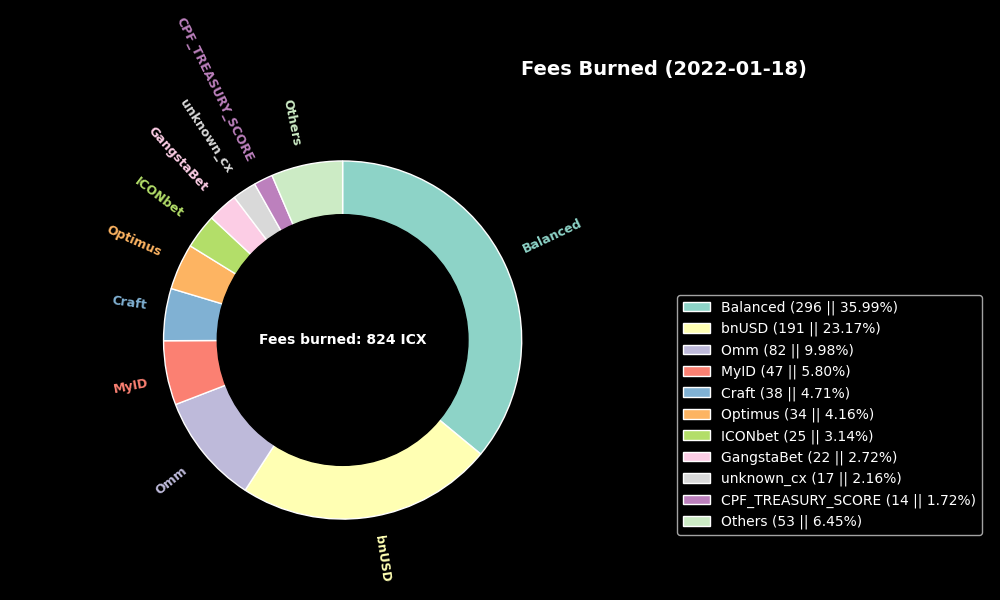 Fees Burned (2022-01-18)
CPF_TREASURY_SCORE
Others
unknown_cx
GangstaBet
ICONbet
Optimus
Balanced
Craft
Fees burned: 824 ICX
MyID
Omm
bnUSD
Balanced (296 || 35.99%)
bnUSD (191 || 23.17%)
Omm (82 || 9.98%)
MyID (47 || 5.80%)
Craft (38 || 4.71%)
Optimus (34 || 4.16%)
ICONbet (25 || 3.14%)
GangstaBet (22 || 2.72%)
unknown_cx (17 || 2.16%)
CPF_TREASURY_SCORE (14 || 1.72%)
Others (53 || 6.45%)